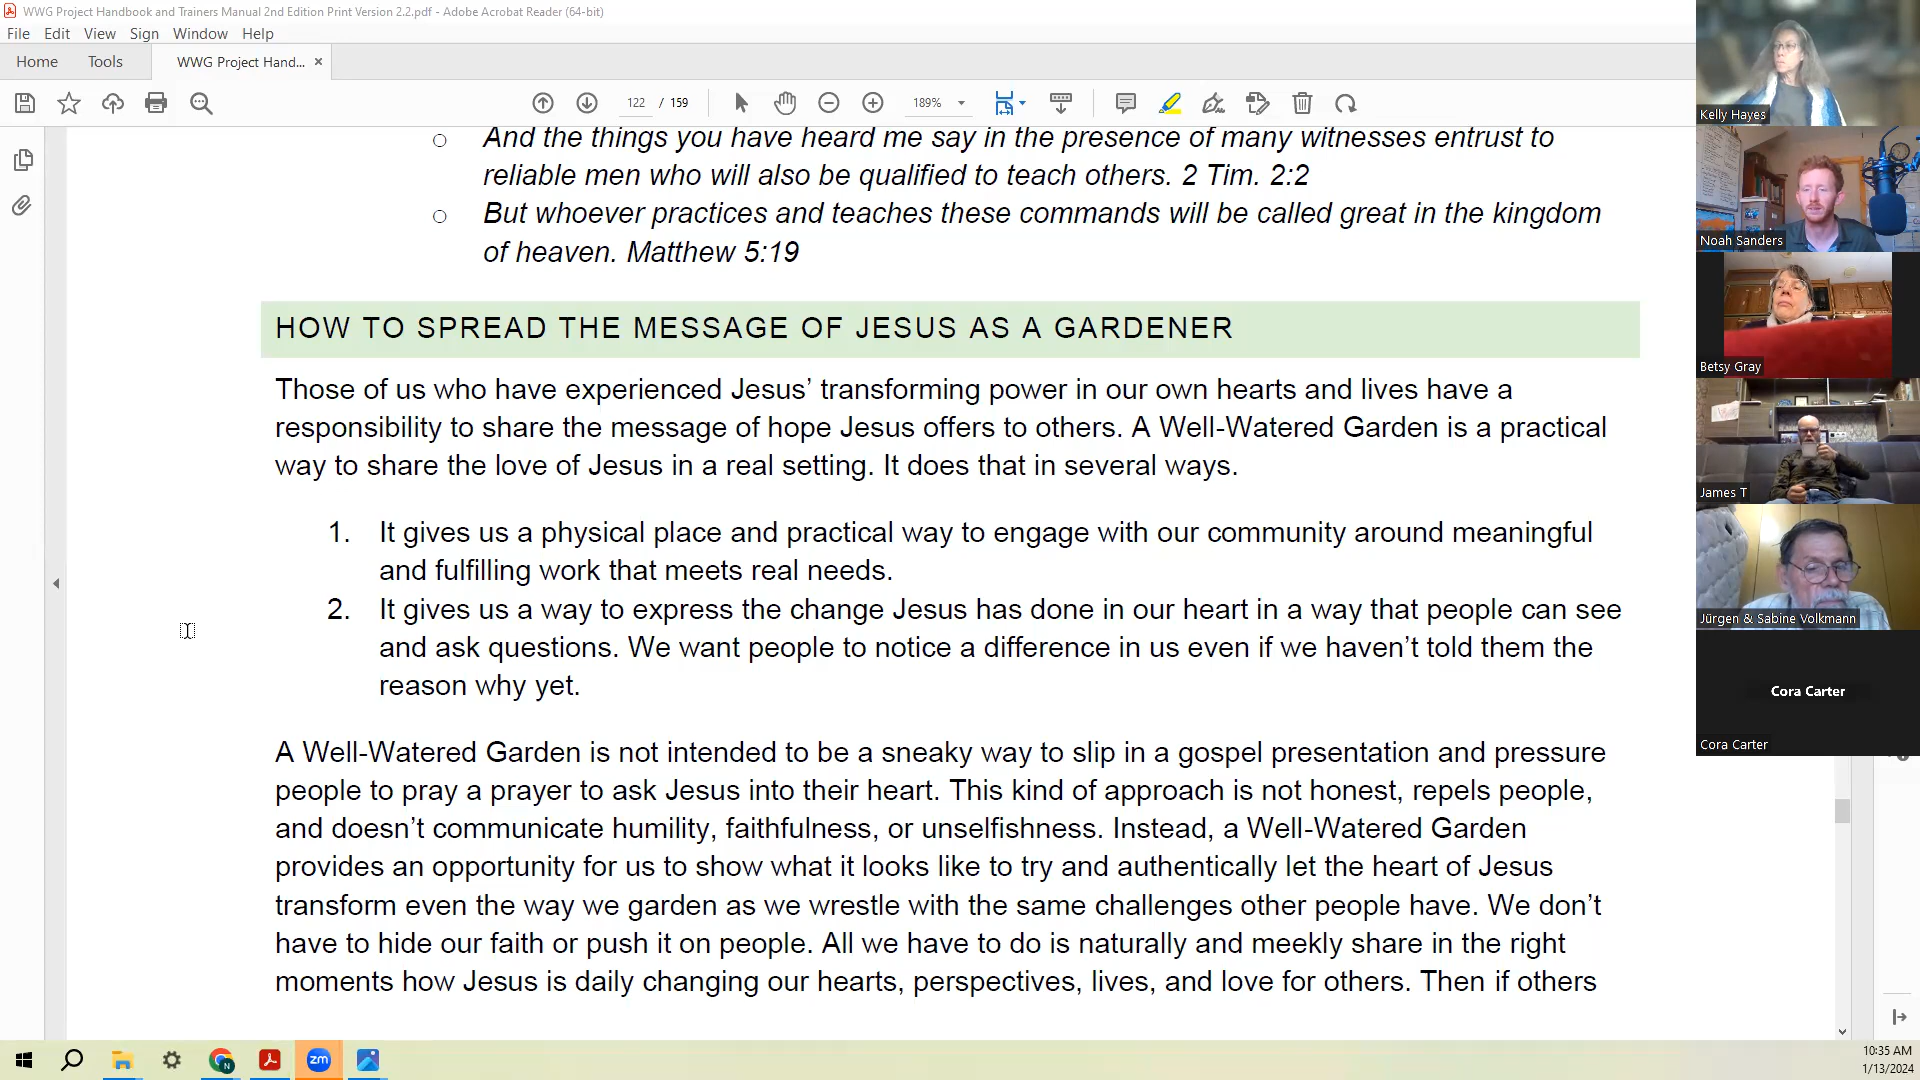 WWG Project Handbook and Trainers Manual 2nd Edition Print Version 2.2.pdf - Adobe Acrobat Reader (64-bit)
File Edit View Sign Window Help
Home Tools WWG Project Hand... ×
122 / 159 189%
And the things you have heard me say in the presence of many witnesses entrust to
reliable men who will also be qualified to teach others. 2 Tim. 2:2
But whoever practices and teaches these commands will be called great in the kingdom
of heaven. Matthew 5:19
HOW TO SPREAD THE MESSAGE OF JESUS AS A GARDENER
Those of us who have experienced Jesus’ transforming power in our own hearts and lives have a
responsibility to share the message of hope Jesus offers to others. A Well-Watered Garden is a practical
way to share the love of Jesus in a real setting. It does that in several ways.
1. It gives us a physical place and practical way to engage with our community around meaningful
and fulfilling work that meets real needs.
2. It gives us a way to express the change Jesus has done in our heart in a way that people can see
and ask questions. We want people to notice a difference in us even if we haven’t told them the
reason why yet.
A Well-Watered Garden is not intended to be a sneaky way to slip in a gospel presentation and pressure
people to pray a prayer to ask Jesus into their heart. This kind of approach is not honest, repels people,
and doesn’t communicate humility, faithfulness, or unselfishness. Instead, a Well-Watered Garden
provides an opportunity for us to show what it looks like to try and authentically let the heart of Jesus
transform even the way we garden as we wrestle with the same challenges other people have. We don’t
have to hide our faith or push it on people. All we have to do is naturally and meekly share in the right
moments how Jesus is daily changing our hearts, perspectives, lives, and love for others. Then if others
Kelly Hayes
Noah Sanders
Betsy Gray
James T
Jürgen & Sabine Volkmann
Cora Carter
Cora Carter
zm
N
10:35 AM
1/13/2024